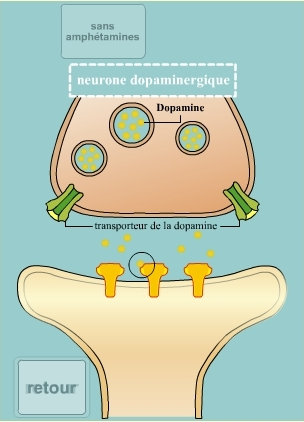 sans
amphétamines
neurone dopaminergique
Dopamine
transporteur de la dopamine
retour